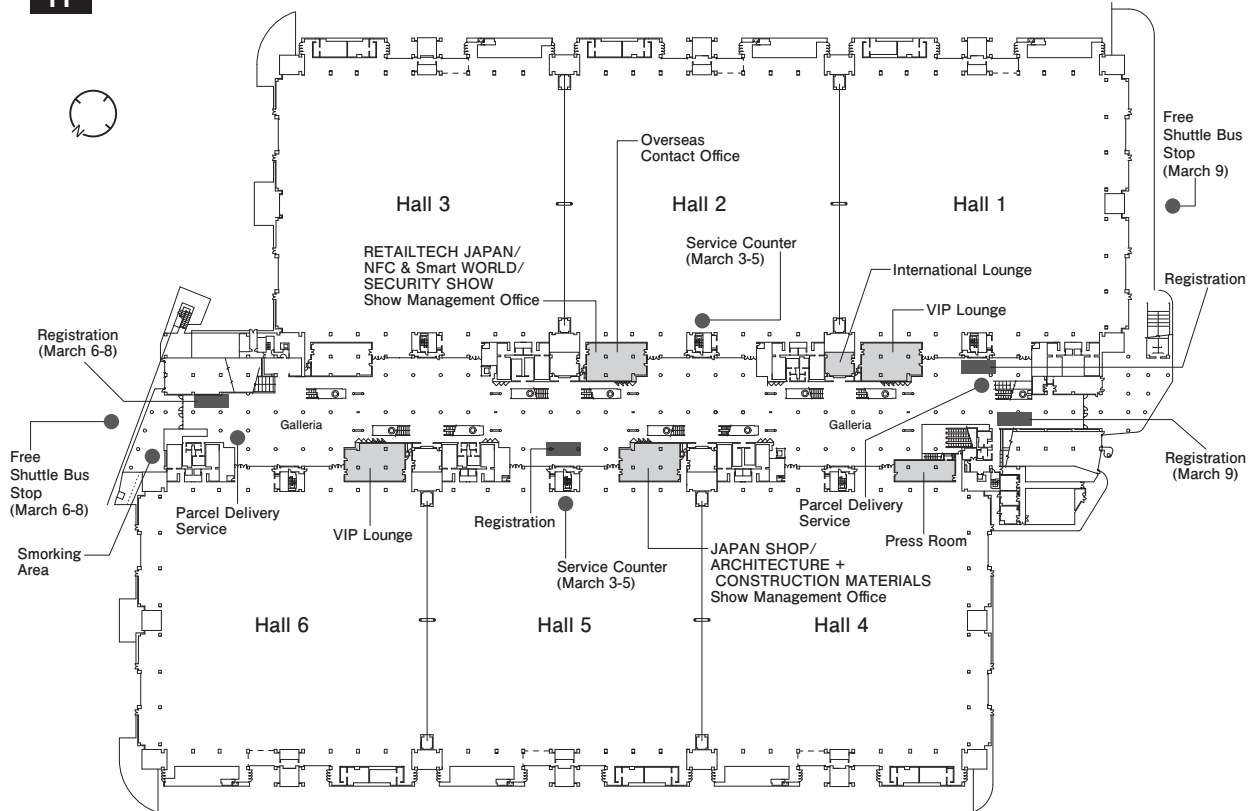 N
Overseas
Contact Office
Free
Shuttle Bus
Stop
(March 9)
Hall 3
Hall 2
Hall 1
RETAILTECH JAPAN/
NFC & Smart WORLD/
SECURITY SHOW
Show Management Office
Service Counter
(March 3-5)
International Lounge
VIP Lounge
Registration
Registration
(March 6-8)
Galleria
Galleria
Free
Shuttle Bus
Stop
(March 6-8)
Smorking
Area
Parcel Delivery
Service
VIP Lounge
Registration
Service Counter
(March 3-5)
JAPAN SHOP/
ARCHITECTURE +
CONSTRUCTION MATERIALS
Show Management Office
Parcel Delivery
Service
Press Room
Registration
(March 9)
Hall 6
Hall 5
Hall 4